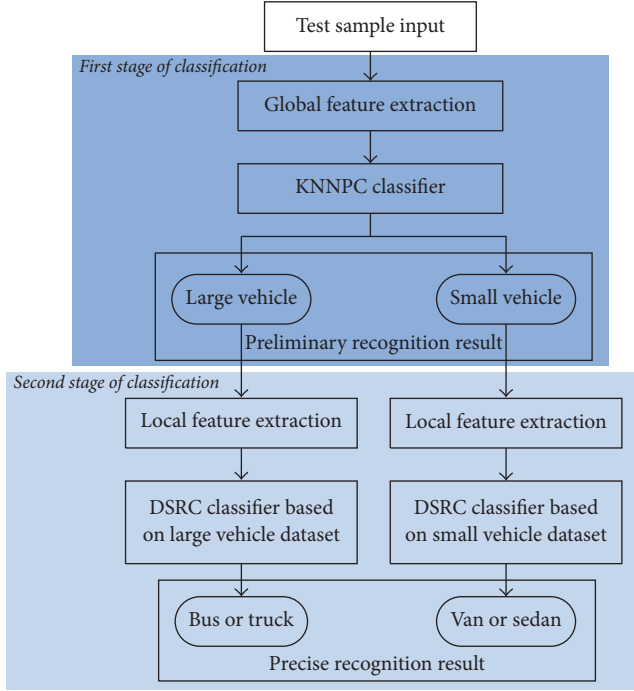 Test sample input
First stage of classification
Global feature extraction
KNNPC classifier
Large vehicle
Small vehicle
Preliminary recognition result
Second stage of classification
Local feature extraction
Local feature extraction
DSRC classifier based
on large vehicle dataset
DSRC classifier based
on small vehicle dataset
Bus or truck
Van or sedan
Precise recognition result